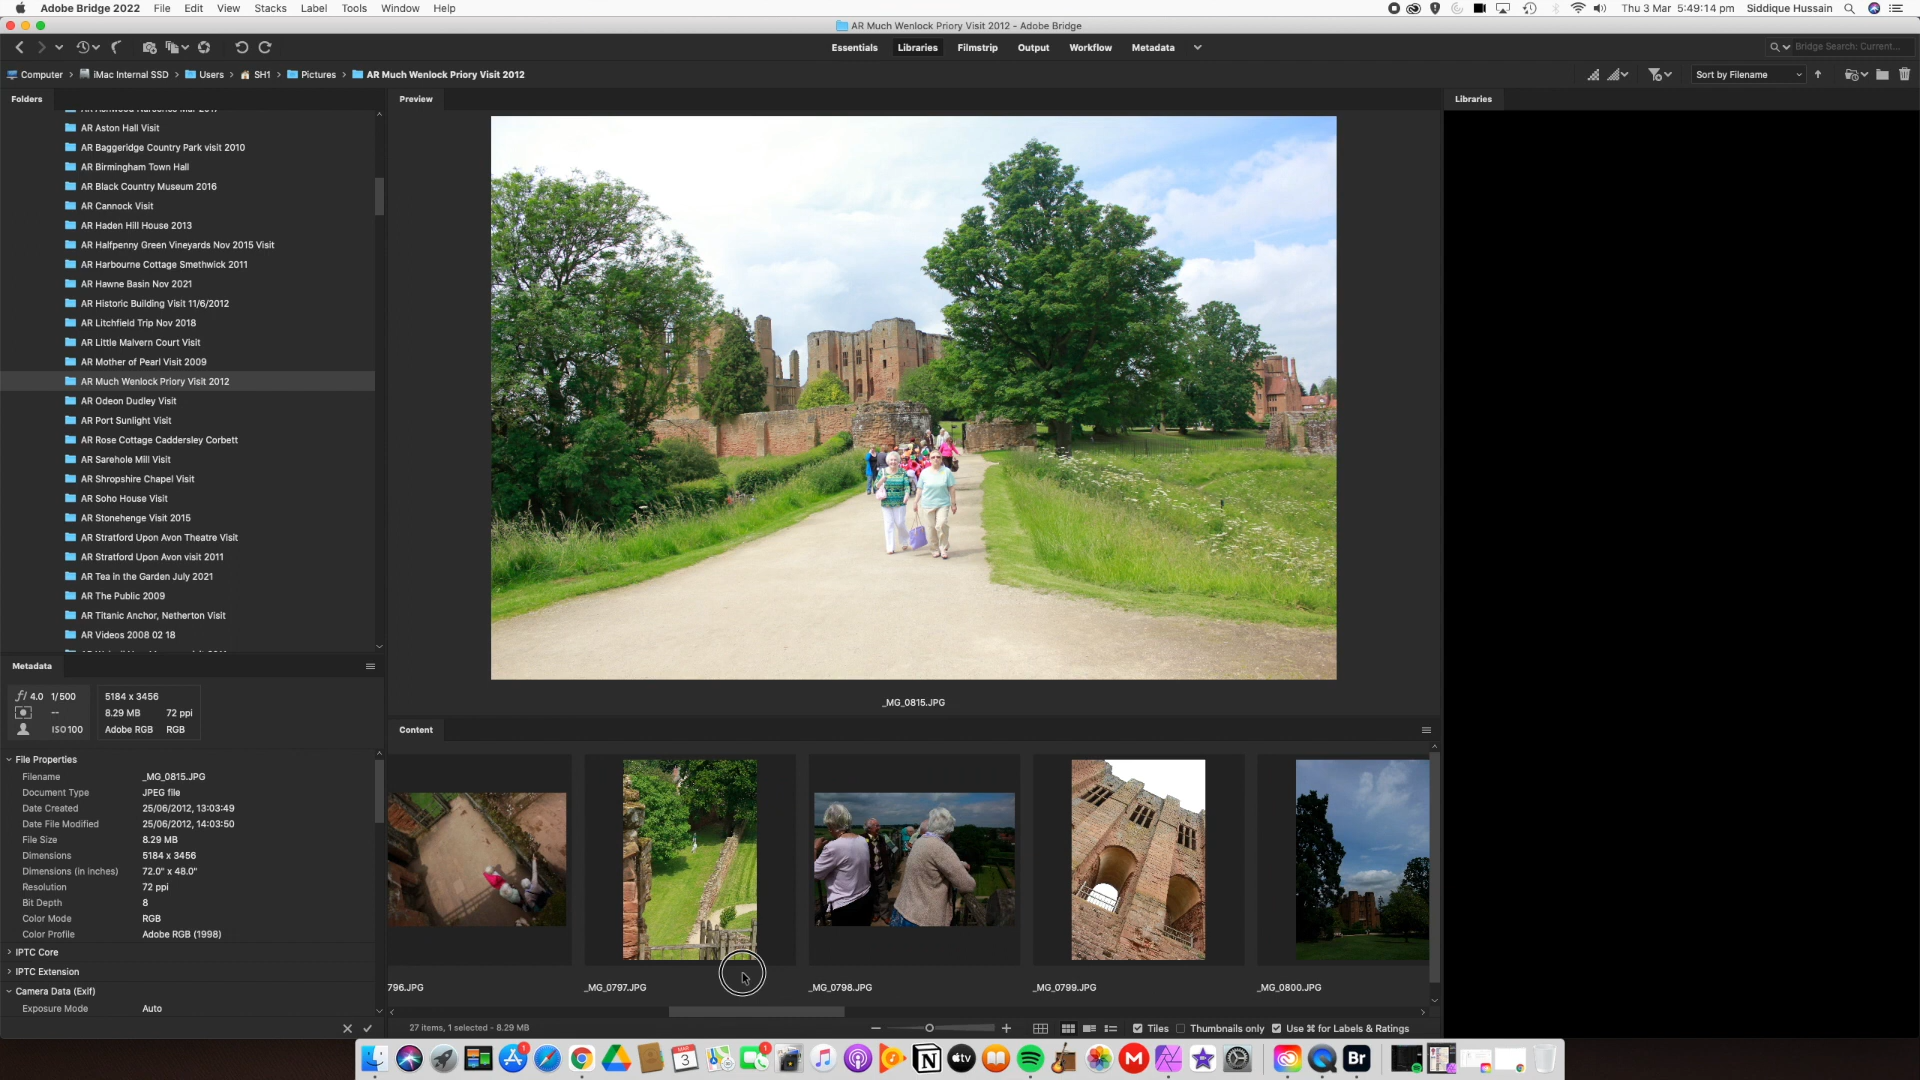 Adobe Bridge 2022 File Edit View Stacks Label Tools Window Help Thu 3 Mar 5:49:14 pm Siddique Hussain
AR Much Wenlock Priory Visit 2012 - Adobe Bridge
Essentials Libraries Filmstrip Output Workflow Metadata Bridge Search: Current...
Computer iMac Internal SSD Users SH1 Pictures AR Much Wenlock Priory Visit 2012 Sort by Filename
Folders Preview Libraries
AR Aston Hall Visit
AR Baggeridge Country Park visit 2010
AR Birmingham Town Hall
AR Black Country Museum 2016
AR Cannock Visit
AR Haden Hill House 2013
AR Halfpenny Green Vineyards Nov 2015 Visit
AR Harbourne Cottage Smethwick 2011
AR Hawne Basin Nov 2021
AR Historic Building Visit 11/6/2012
AR Litchfield Trip Nov 2018
AR Little Malvern Court Visit
AR Mother of Pearl Visit 2009
AR Much Wenlock Priory Visit 2012
AR Odeon Dudley Visit
AR Port Sunlight Visit
AR Rose Cottage Caddersley Corbett
AR Sarehole Mill Visit
AR Shropshire Chapel Visit
AR Soho House Visit
AR Stonehenge Visit 2015
AR Stratford Upon Avon Theatre Visit
AR Stratford Upon Avon visit 2011
AR Tea in the Garden July 2021
AR The Public 2009
AR Titanic Anchor, Netherton Visit
AR Videos 2008 02 18
Metadata
f/ 4.0 1/500 5184 x 3456
-- 8.29 MB 72 ppi
ISO100 Adobe RGB RGB
File Properties
Filename _MG_0815.JPG
Document Type JPEG file
Date Created 25/06/2012, 13:03:49
Date File Modified 25/06/2012, 14:03:50
File Size 8.29 MB
Dimensions 5184 x 3456
Dimensions (in inches) 72.0" x 48.0"
Resolution 72 ppi
Bit Depth 8
Color Mode RGB
Color Profile Adobe RGB (1998)
IPTC Core
IPTC Extension
Camera Data (Exif)
Exposure Mode Auto
_MG_0815.JPG
Content
796.JPG _MG_0797.JPG _MG_0798.JPG _MG_0799.JPG _MG_0800.JPG
27 items, 1 selected - 8.29 MB Tiles Thumbnails only Use ⌘ for Labels & Ratings
MAR 3 tv Br